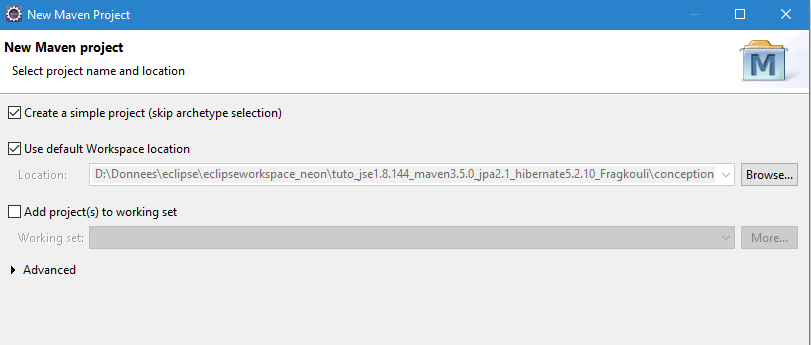 New Maven Project
New Maven project
Select project name and location
M
Create a simple project (skip archetype selection)
Use default Workspace location
Location: D:\Donnees\eclipse\eclipseworkspace_neon\tuto_jse1.8.144_maven3.5.0_jpa2.1_hibernate5.2.10_Fragkouli\conception Browse...
Add project(s) to working set
Working set: More...
Advanced